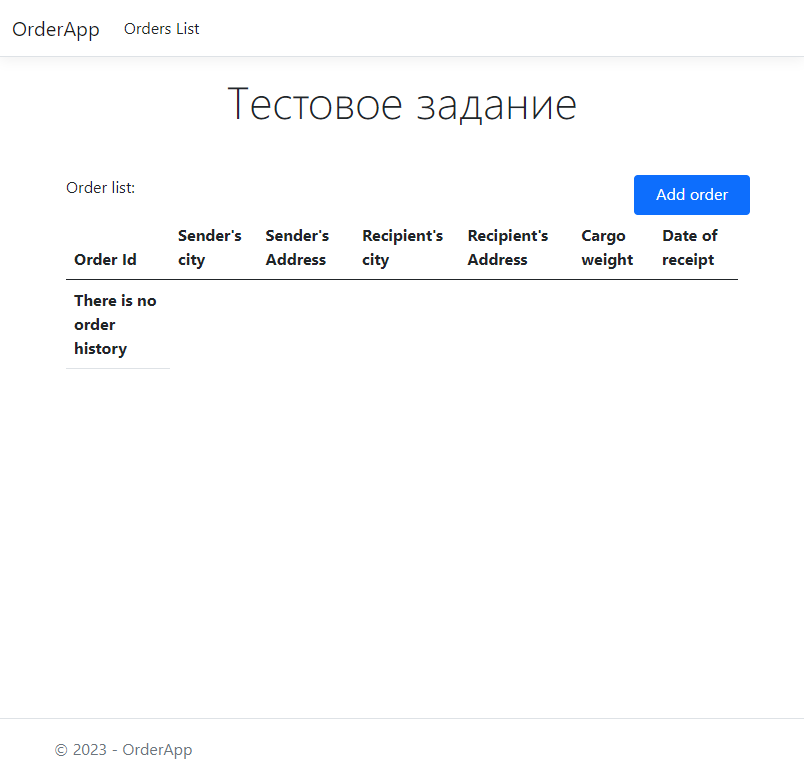 OrderApp Orders List
Тестовое задание
Order list:
Add order
Order Id Sender's city Sender's Address Recipient's city Recipient's Address Cargo weight Date of receipt
There is no
order
history
© 2023 - OrderApp